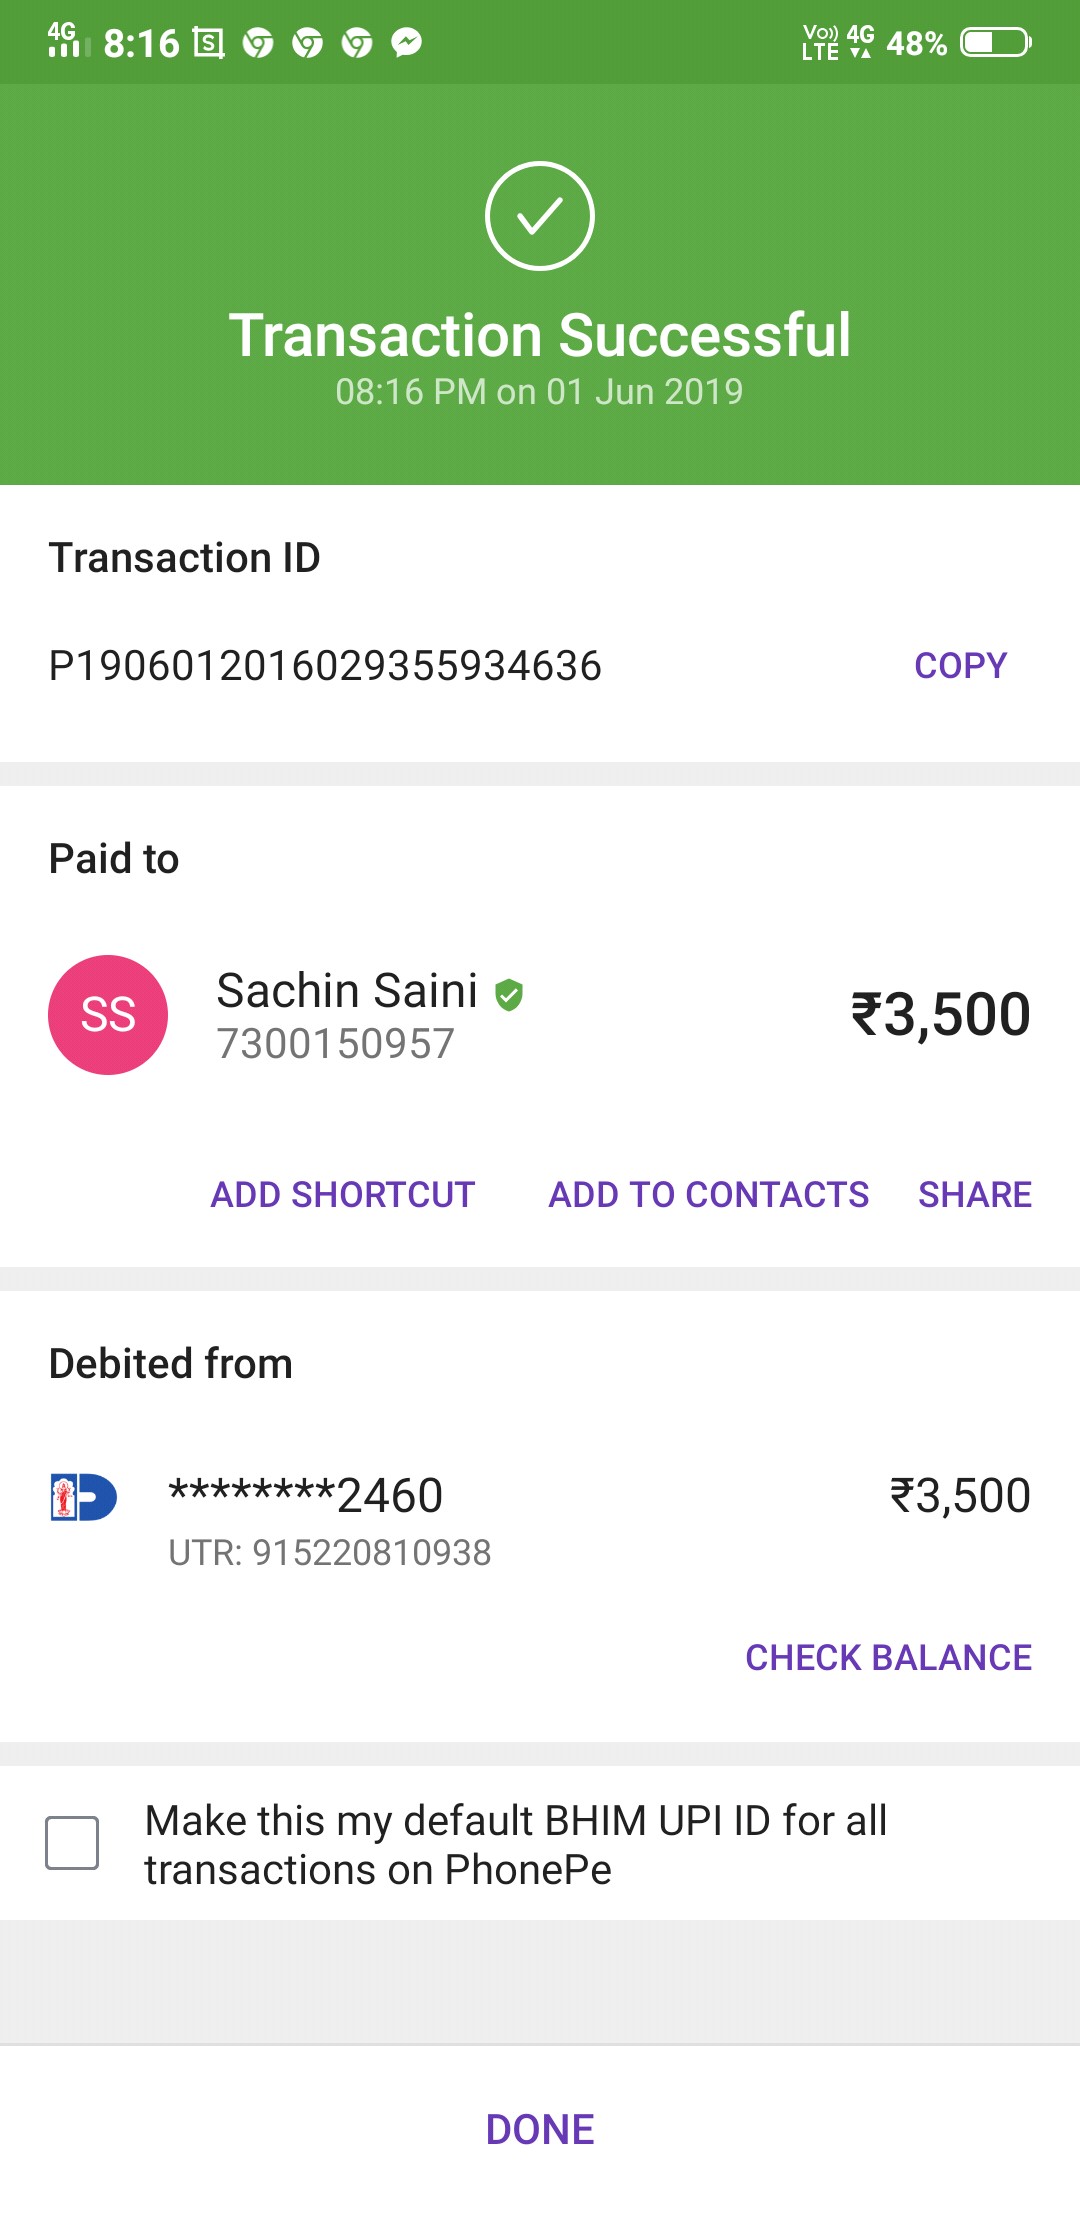 4G 8:16 Vo)) LTE 4G 48%
Transaction Successful
08:16 PM on 01 Jun 2019
Transaction ID
P1906012016029355934636 COPY
Paid to
SS Sachin Saini ₹3,500
7300150957
ADD SHORTCUT ADD TO CONTACTS SHARE
Debited from
********2460 ₹3,500
UTR: 915220810938
CHECK BALANCE
Make this my default BHIM UPI ID for all
transactions on PhonePe
DONE